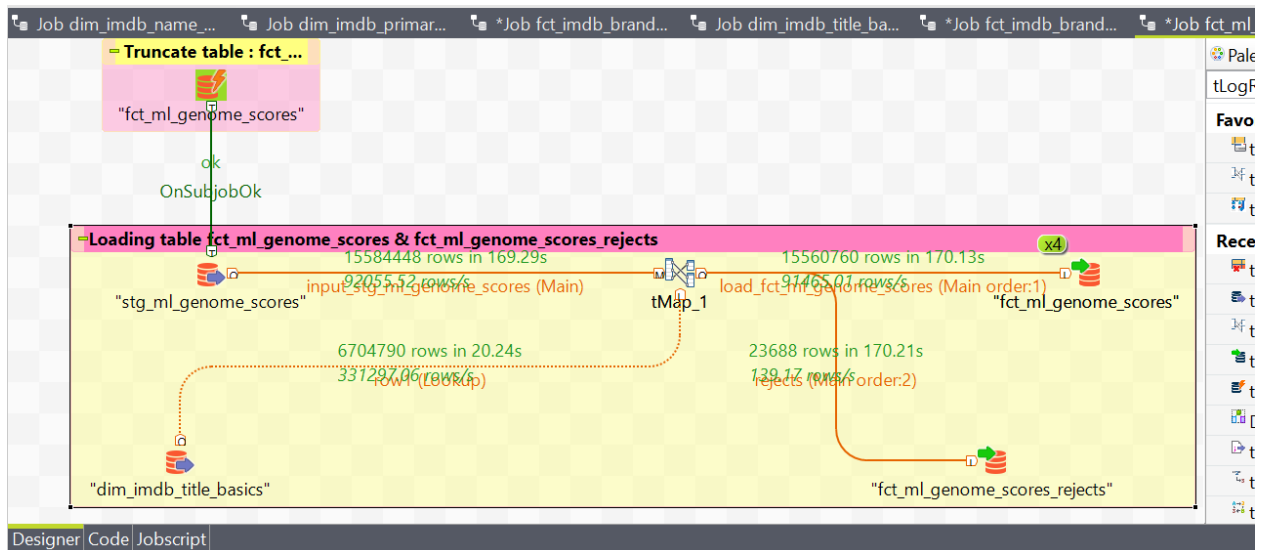 Job dim_imdb_name_... Job dim_imdb_primar... *Job fct_imdb_brand... Job dim_imdb_title_ba... *Job fct_imdb_brand... *Job fct_ml_
Truncate table : fct_...
"fct_ml_genome_scores"
ok
OnSubjobOk
Loading table fct_ml_genome_scores & fct_ml_genome_scores_rejects
x4
15584448 rows in 169.29s
92055.52 rows/s
input_stg_ml_genome_scores (Main)
"stg_ml_genome_scores"
tMap_1
15560760 rows in 170.13s
91465.01 rows/s
load_fct_ml_genome_scores (Main order:1)
"fct_ml_genome_scores"
6704790 rows in 20.24s
331297.06 rows/s
row1 (Lookup)
23688 rows in 170.21s
139.17 rows/s
rejects (Main order:2)
"dim_imdb_title_basics"
"fct_ml_genome_scores_rejects"
Pale
tLogR
Favo
t
t
t
Rece
t
t
t
t
t
t
t
t
Designer Code Jobscript